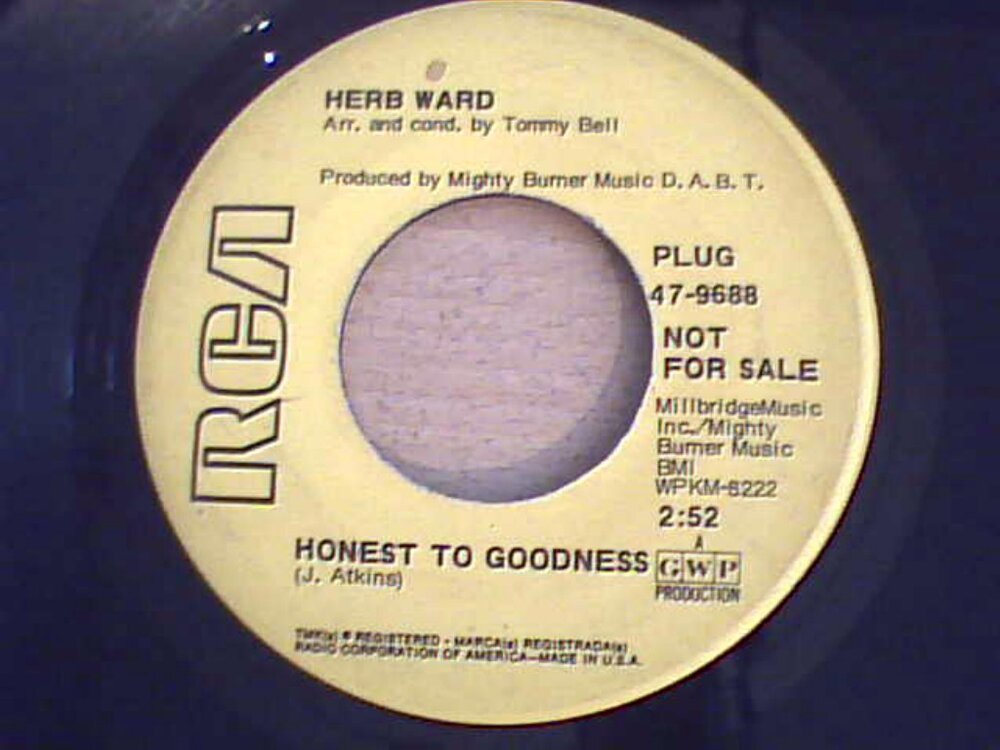 HERB WARD
Arr. and cond. by Tommy Bell
Produced by Mighty Burner Music D. A. B. T.
RCA
PLUG
47-9688
NOT
FOR SALE
MillbridgeMusic
Inc./Mighty
Burner Music
BMI
WPKM-8222
2:52
HONEST TO GOODNESS
(J. Atkins)
A
GWP
PRODUCTION
TMK(s) ® REGISTERED - MARCA(s) REGISTRADA(s)
RADIO CORPORATION OF AMERICA—MADE IN U.S.A.